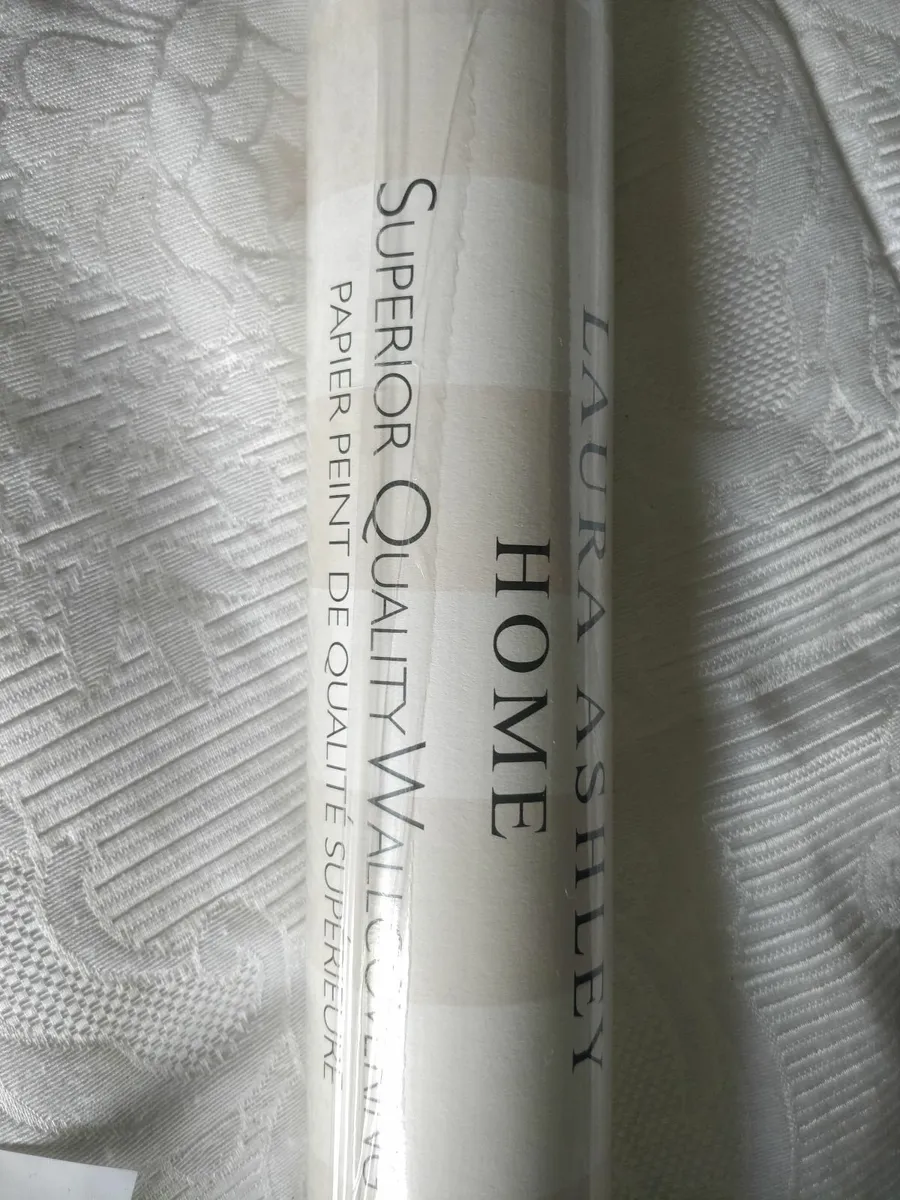 LAURA ASHLEY
HOME
SUPERIOR QUALITY WALLCOVERING
PAPIER PEINT DE QUALITÉ SUPÉRIEURE